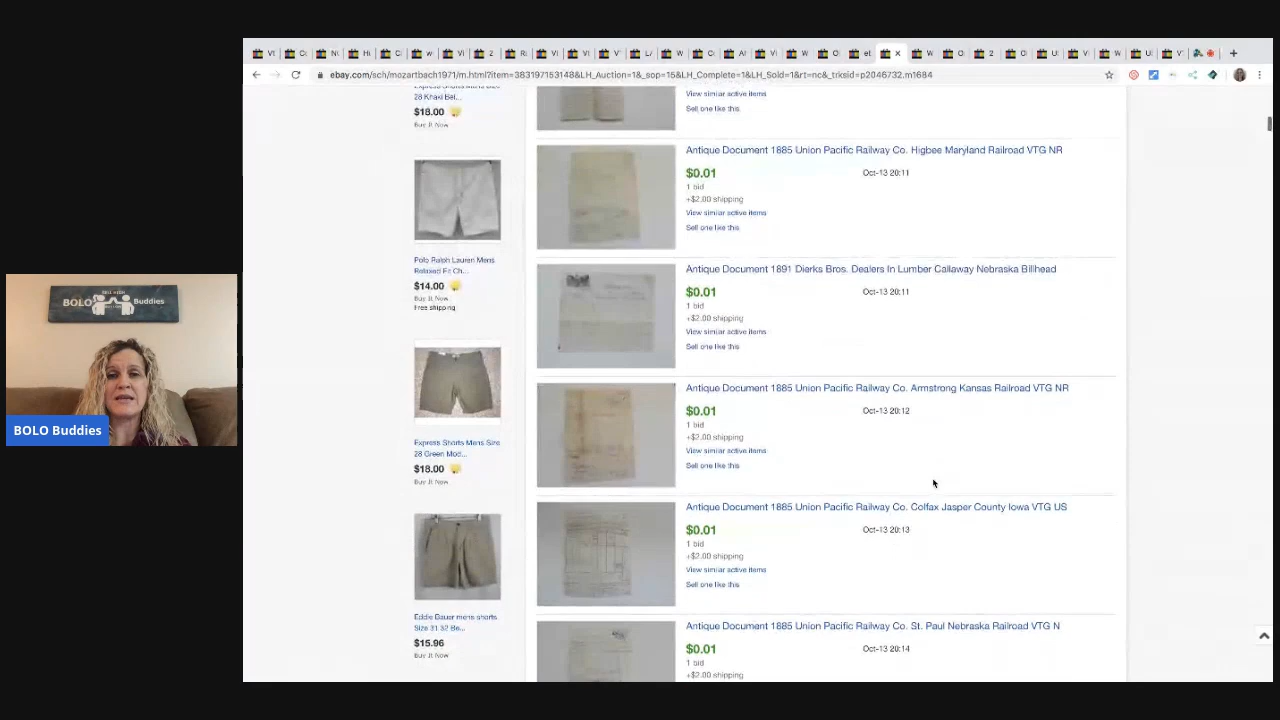 ebay.com/sch/mozartbach1971/m.html?item=383197153148&LH_Auction=1&_sop=15&LH_Complete=1&LH_Sold=1&rt=nc&_trksid=p2046732.m1684
28 Khaki Bel...
$18.00
Buy It Now
Polo Ralph Lauren Mens
Relaxed Fit Ch...
$14.00
Buy It Now
Free shipping
Express Shorts Mens Size
28 Green Mod...
$18.00
Buy It Now
Eddie Bauer mens shorts.
Size 31 32 Be...
$15.96
Buy It Now
View similar active items
Sell one like this
Antique Document 1885 Union Pacific Railway Co. Higbee Maryland Railroad VTG NR
$0.01 Oct-13 20:11
1 bid
+$2.00 shipping
View similar active items
Sell one like this
Antique Document 1891 Dierks Bros. Dealers In Lumber Callaway Nebraska Billhead
$0.01 Oct-13 20:11
1 bid
+$2.00 shipping
View similar active items
Sell one like this
Antique Document 1885 Union Pacific Railway Co. Armstrong Kansas Railroad VTG NR
$0.01 Oct-13 20:12
1 bid
+$2.00 shipping
View similar active items
Sell one like this
Antique Document 1885 Union Pacific Railway Co. Colfax Jasper County Iowa VTG US
$0.01 Oct-13 20:13
1 bid
+$2.00 shipping
View similar active items
Sell one like this
Antique Document 1885 Union Pacific Railway Co. St. Paul Nebraska Railroad VTG N
$0.01 Oct-13 20:14
1 bid
+$2.00 shipping
BOLO Buddies
BOLO Buddies